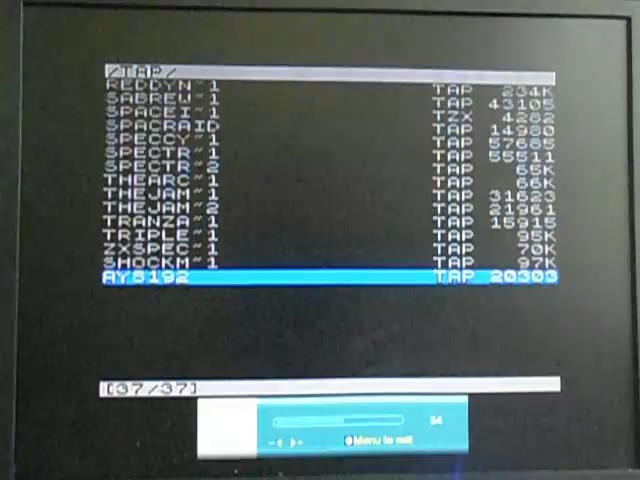 /TAP/
REDDYN~1 TAP 234K
SABREW~1 TAP 43105
SPACEI~1 TZX 4282
SPACRAID TAP 14980
SPECCY~1 TAP 57685
SPECTR~1 TAP 55511
SPECTR~2 TAP 65K
THEARC~1 TAP 66K
THEJAM~1 TAP 31623
THEJAM~2 TAP 21961
TRANZA~1 TAP 15915
TRIPLE~1 TAP 95K
ZXSPEC~1 TAP 70K
SHOCKM~1 TAP 97K
AY8192 TAP 20303
[37/37]
54
Menu to exit